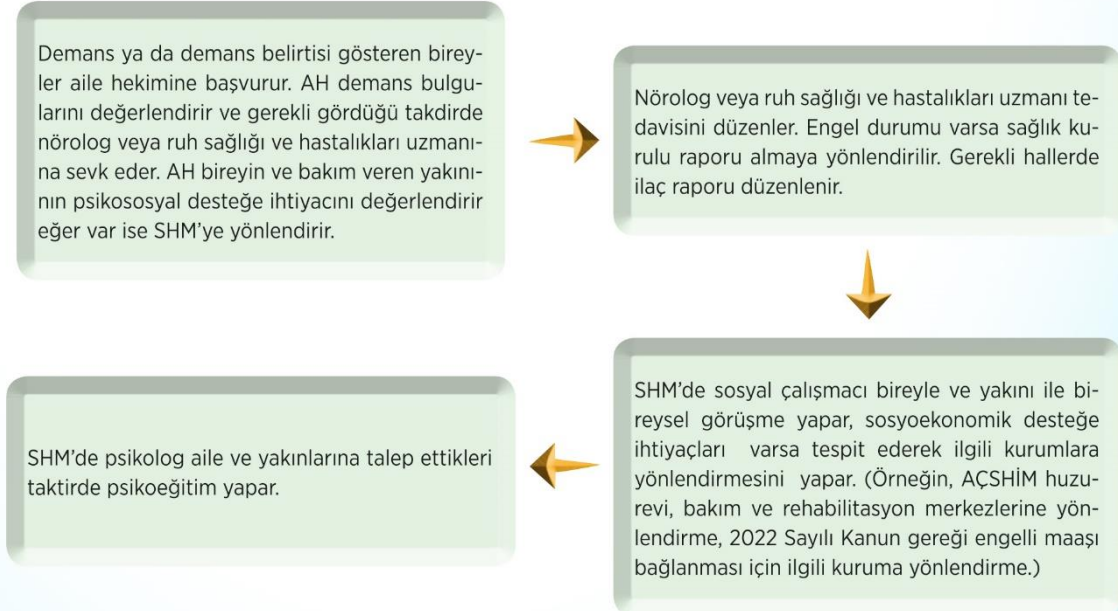 Demans ya da demans belirtisi gösteren birey-
ler aile hekimine başvurur. AH demans bulgu-
larını değerlendirir ve gerekli gördüğü takdirde
nörolog veya ruh sağlığı ve hastalıkları uzmanı-
na sevk eder. AH bireyin ve bakım veren yakını-
nın psikososyal desteğe ihtiyacını değerlendirir
eğer var ise SHM'ye yönlendirir.
Nörolog veya ruh sağlığı ve hastalıkları uzmanı te-
davisini düzenler. Engel durumu varsa sağlık ku-
rulu raporu almaya yönlendirilir. Gerekli hallerde
ilaç raporu düzenlenir.
SHM'de sosyal çalışmacı bireyle ve yakını ile bi-
reysel görüşme yapar, sosyoekonomik desteğe
ihtiyaçları varsa tespit ederek ilgili kurumlara
yönlendirmesini yapar. (Örneğin, AÇSHİM huzu-
revi, bakım ve rehabilitasyon merkezlerine yön-
lendirme, 2022 Sayılı Kanun gereği engelli maaşı
bağlanması için ilgili kuruma yönlendirme.)
SHM'de psikolog aile ve yakınlarına talep ettikleri
taktirde psikoeğitim yapar.